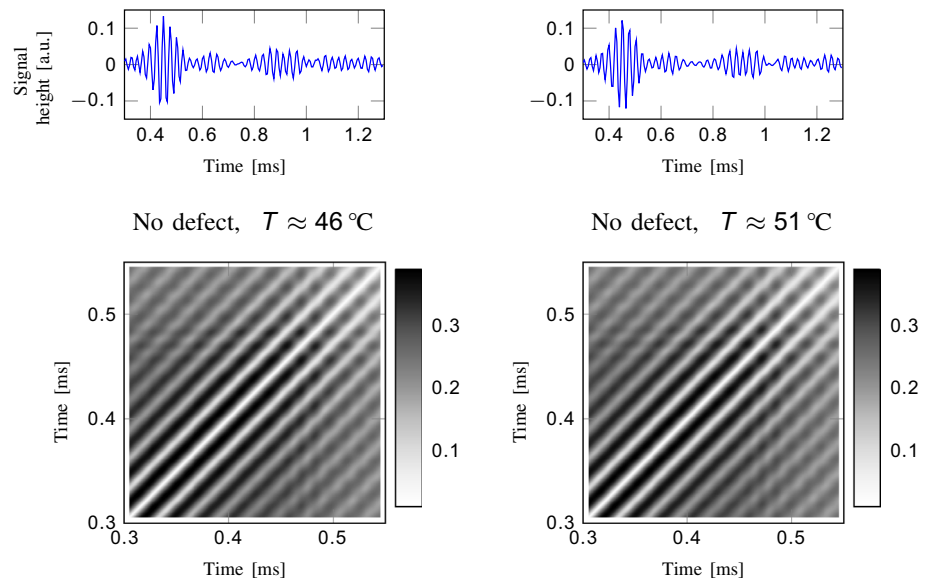 Signal
height [a.u.]
0.1
0
−0.1
0.4 0.6 0.8 1 1.2
Time [ms]
0.4 0.6 0.8 1 1.2
0.1
0
−0.1
Time [ms]
No defect, T ≈ 46 °C
No defect, T ≈ 51 °C
Time [ms]
0.5
0.4
0.3
0.3 0.4 0.5
Time [ms]
0.3
0.2
0.1
Time [ms]
0.5
0.4
0.3
0.3 0.4 0.5
Time [ms]
0.3
0.2
0.1